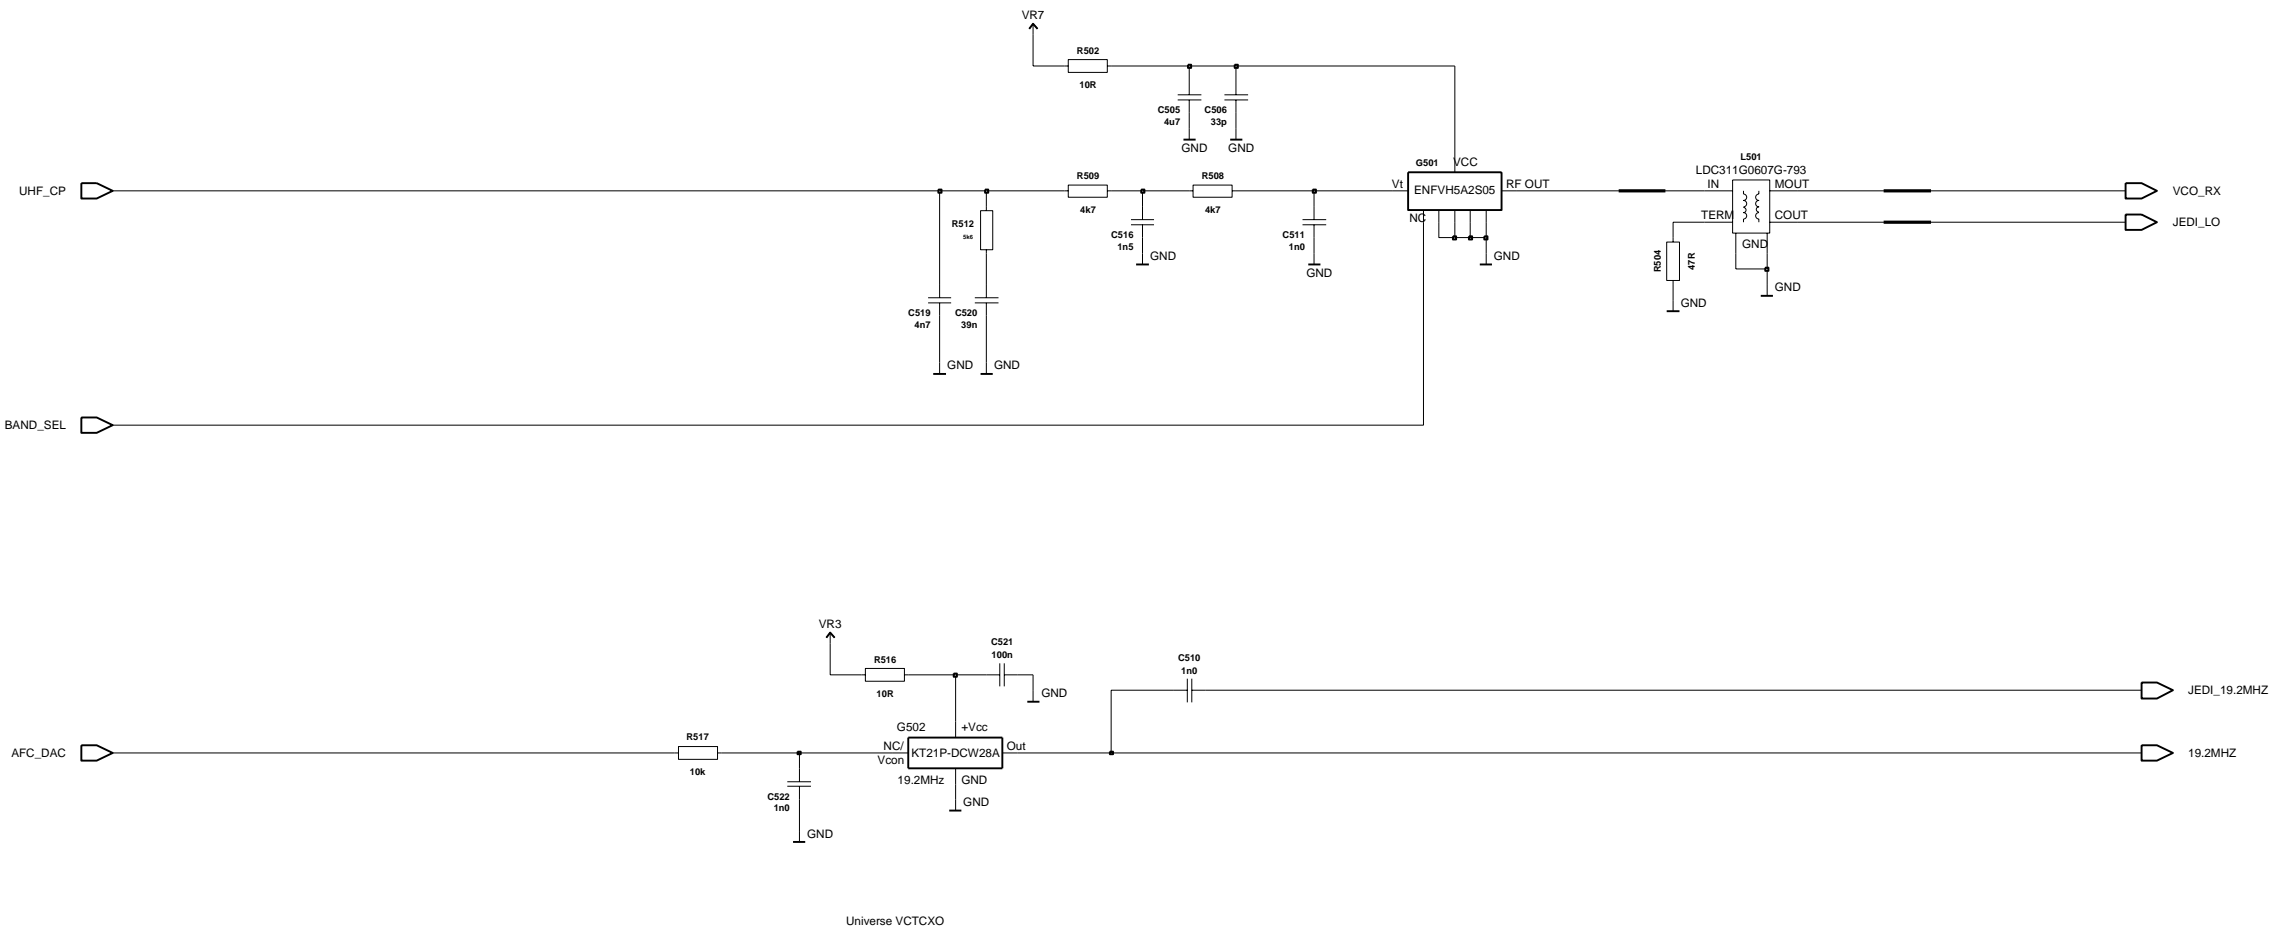 VR7
R502
10R
C505
4u7
C506
33p
GND
GND
UHF_CP
R509
4k7
R508
4k7
R512
5k6
C516
1n5
GND
C511
1n0
GND
Vt
G501
VCC
ENFVH5A2S05
RF OUT
NC
GND
L501
LDC311G0607G-793
IN
MOUT
TERM
COUT
GND
R504
47R
GND
GND
VCO_RX
JEDI_LO
C519
4n7
C520
39n
GND
GND
BAND_SEL
VR3
R516
10R
C521
100n
GND
C510
1n0
JEDI_19.2MHZ
AFC_DAC
R517
10k
C522
1n0
GND
NC/
Vcon
G502
+Vcc
KT21P-DCW28A
Out
19.2MHz
GND
GND
19.2MHZ
Universe VCTCXO